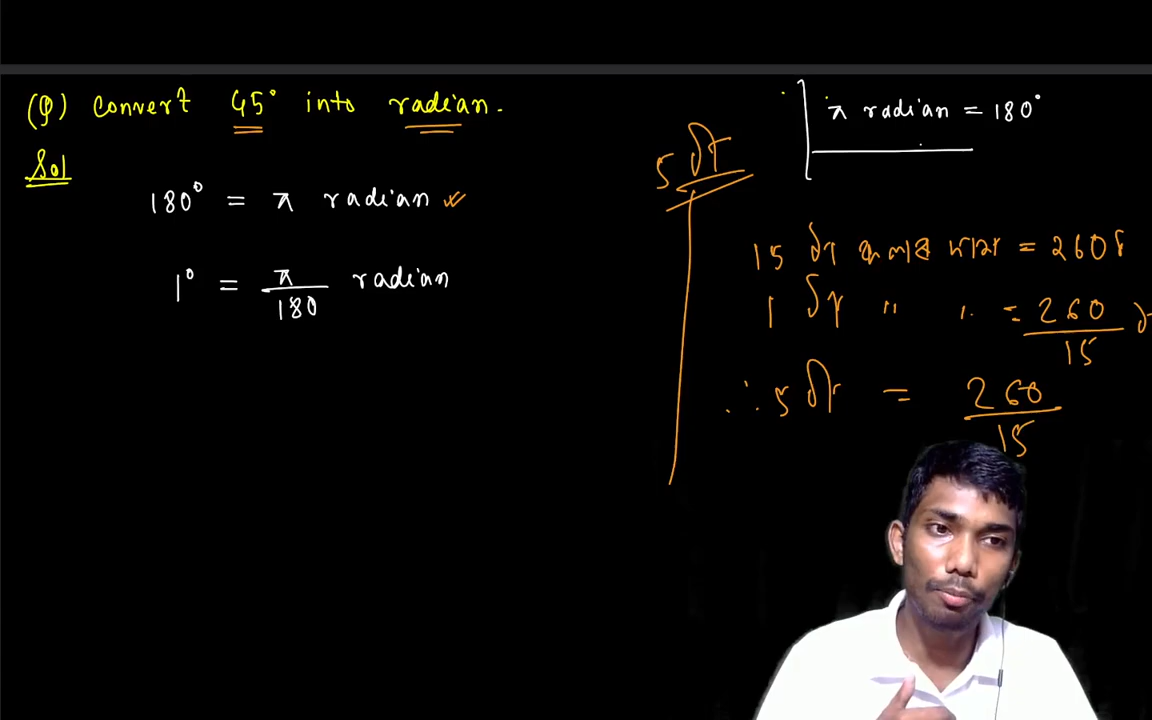 (Q) Convert 45° into radian.
Sol
180° = π radian
1° = π/180 radian
π radian = 180°
5 টা
15 টা = 260
1 টা " " = 260/15
∴ 5 টা = 260/15